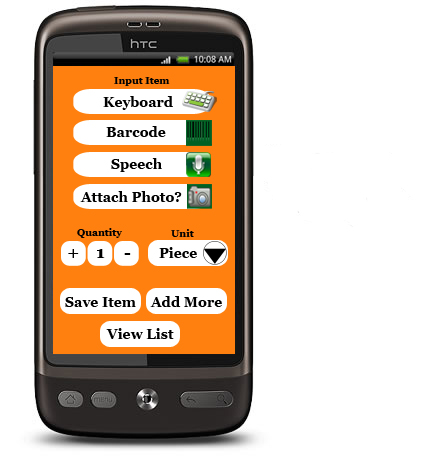 hTC
10:08 AM
Input Item
Keyboard
Barcode
Speech
Attach Photo?
Quantity Unit
+ 1 - Piece
Save Item Add More
View List
menu